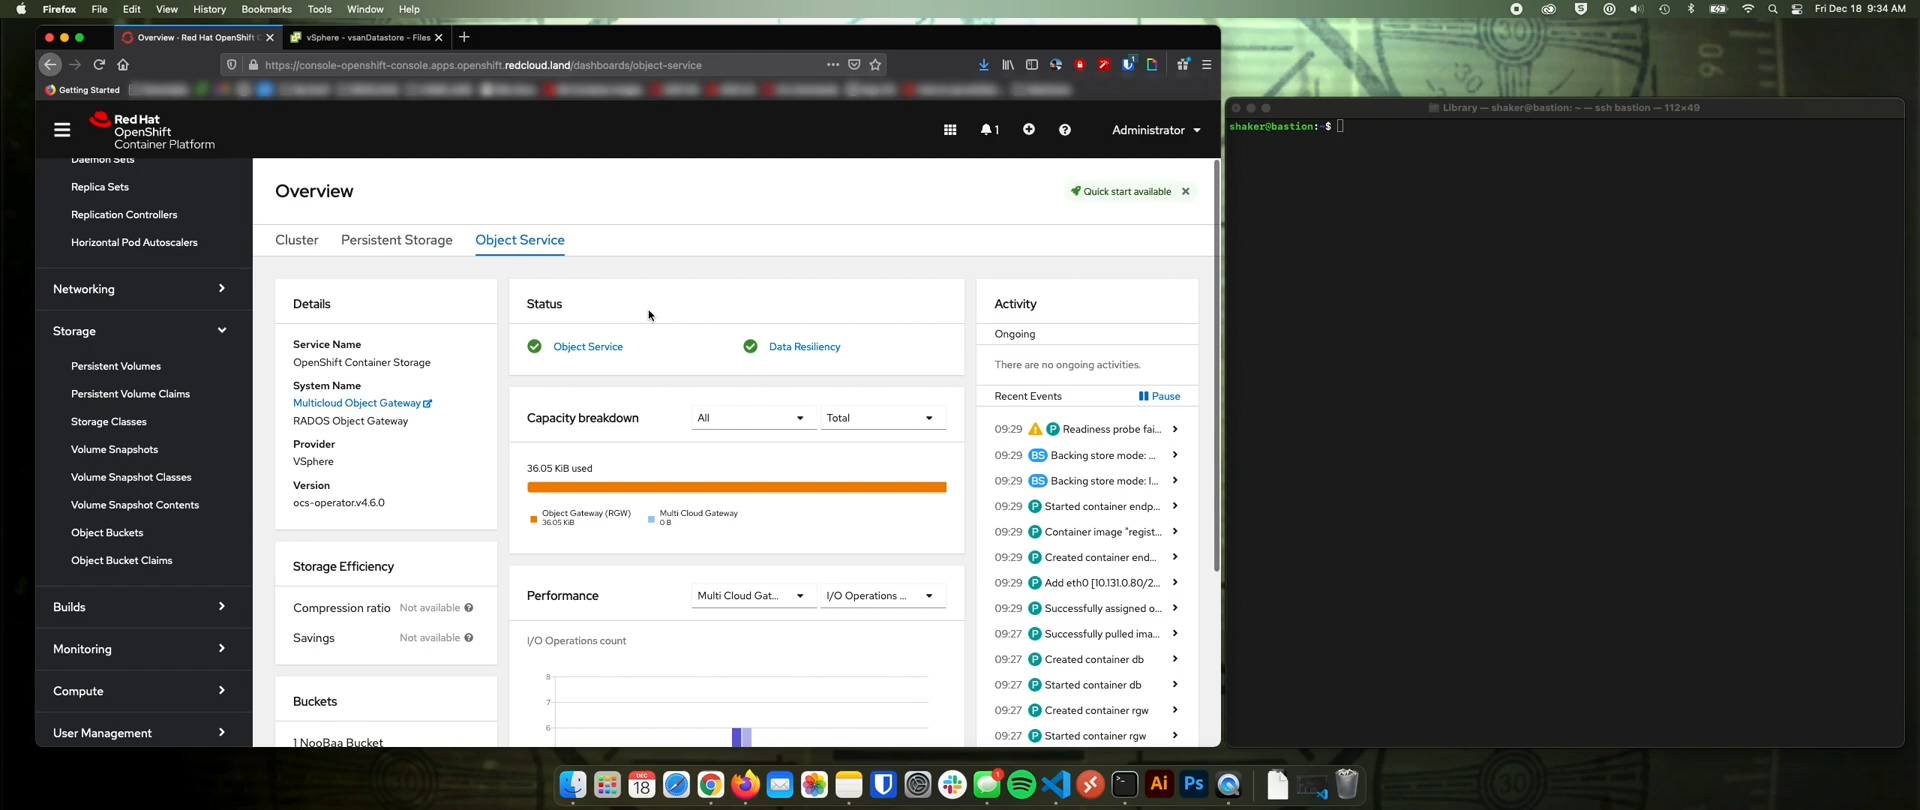 Firefox File Edit View History Bookmarks Tools Window Help
Fri Dec 18 9:34 AM
Overview · Red Hat OpenShift C
vSphere - vsanDatastore - Files
https://console-openshift-console.apps.openshift.redcloud.land/dashboards/object-service
Getting Started
Red Hat
OpenShift
Container Platform
1
Administrator
Daemon Sets
Replica Sets
Replication Controllers
Horizontal Pod Autoscalers
Networking
Storage
Persistent Volumes
Persistent Volume Claims
Storage Classes
Volume Snapshots
Volume Snapshot Classes
Volume Snapshot Contents
Object Buckets
Object Bucket Claims
Builds
Monitoring
Compute
User Management
Overview
Quick start available
Cluster Persistent Storage Object Service
Details
Service Name
OpenShift Container Storage
System Name
Multicloud Object Gateway
RADOS Object Gateway
Provider
VSphere
Version
ocs-operator.v4.6.0
Storage Efficiency
Compression ratio Not available
Savings Not available
Buckets
1 NooBaa Bucket
Status
Object Service
Data Resiliency
Capacity breakdown
All
Total
36.05 KiB used
Object Gateway (RGW)
36.05 KiB
Multi Cloud Gateway
0 B
Performance
Multi Cloud Gat...
I/O Operations ...
I/O Operations count
8
7
6
Activity
Ongoing
There are no ongoing activities.
Recent Events
Pause
09:29 P Readiness probe fai...
09:29 BS Backing store mode: ...
09:29 BS Backing store mode: I...
09:29 P Started container endp...
09:29 P Container image "regist...
09:29 P Created container end...
09:29 P Add eth0 [10.131.0.80/2...
09:29 P Successfully assigned o...
09:27 P Successfully pulled ima...
09:27 P Created container db
09:27 P Started container db
09:27 P Created container rgw
09:27 P Started container rgw
Library — shaker@bastion: ~ — ssh bastion — 112×49
shaker@bastion:~$
DEC
18
1
Ai
Ps